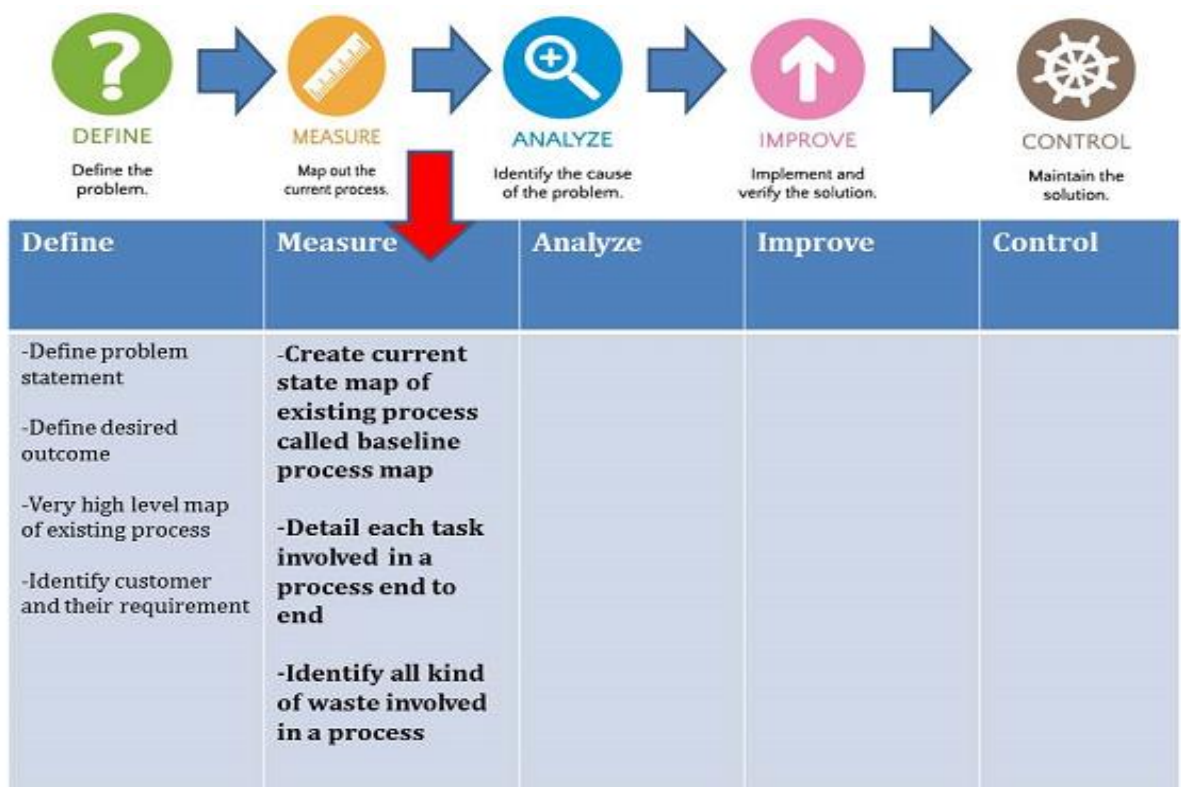 DEFINE
Define the
problem.
MEASURE
Map out the
current process.
ANALYZE
Identify the cause
of the problem.
IMPROVE
Implement and
verify the solution.
CONTROL
Maintain the
solution.
Define
Measure
Analyze
Improve
Control
-Define problem
statement
-Define desired
outcome
-Very high level map
of existing process
-Identify customer
and their requirement
-Create current
state map of
existing process
called baseline
process map
-Detail each task
involved in a
process end to
end
-Identify all kind
of waste involved
in a process